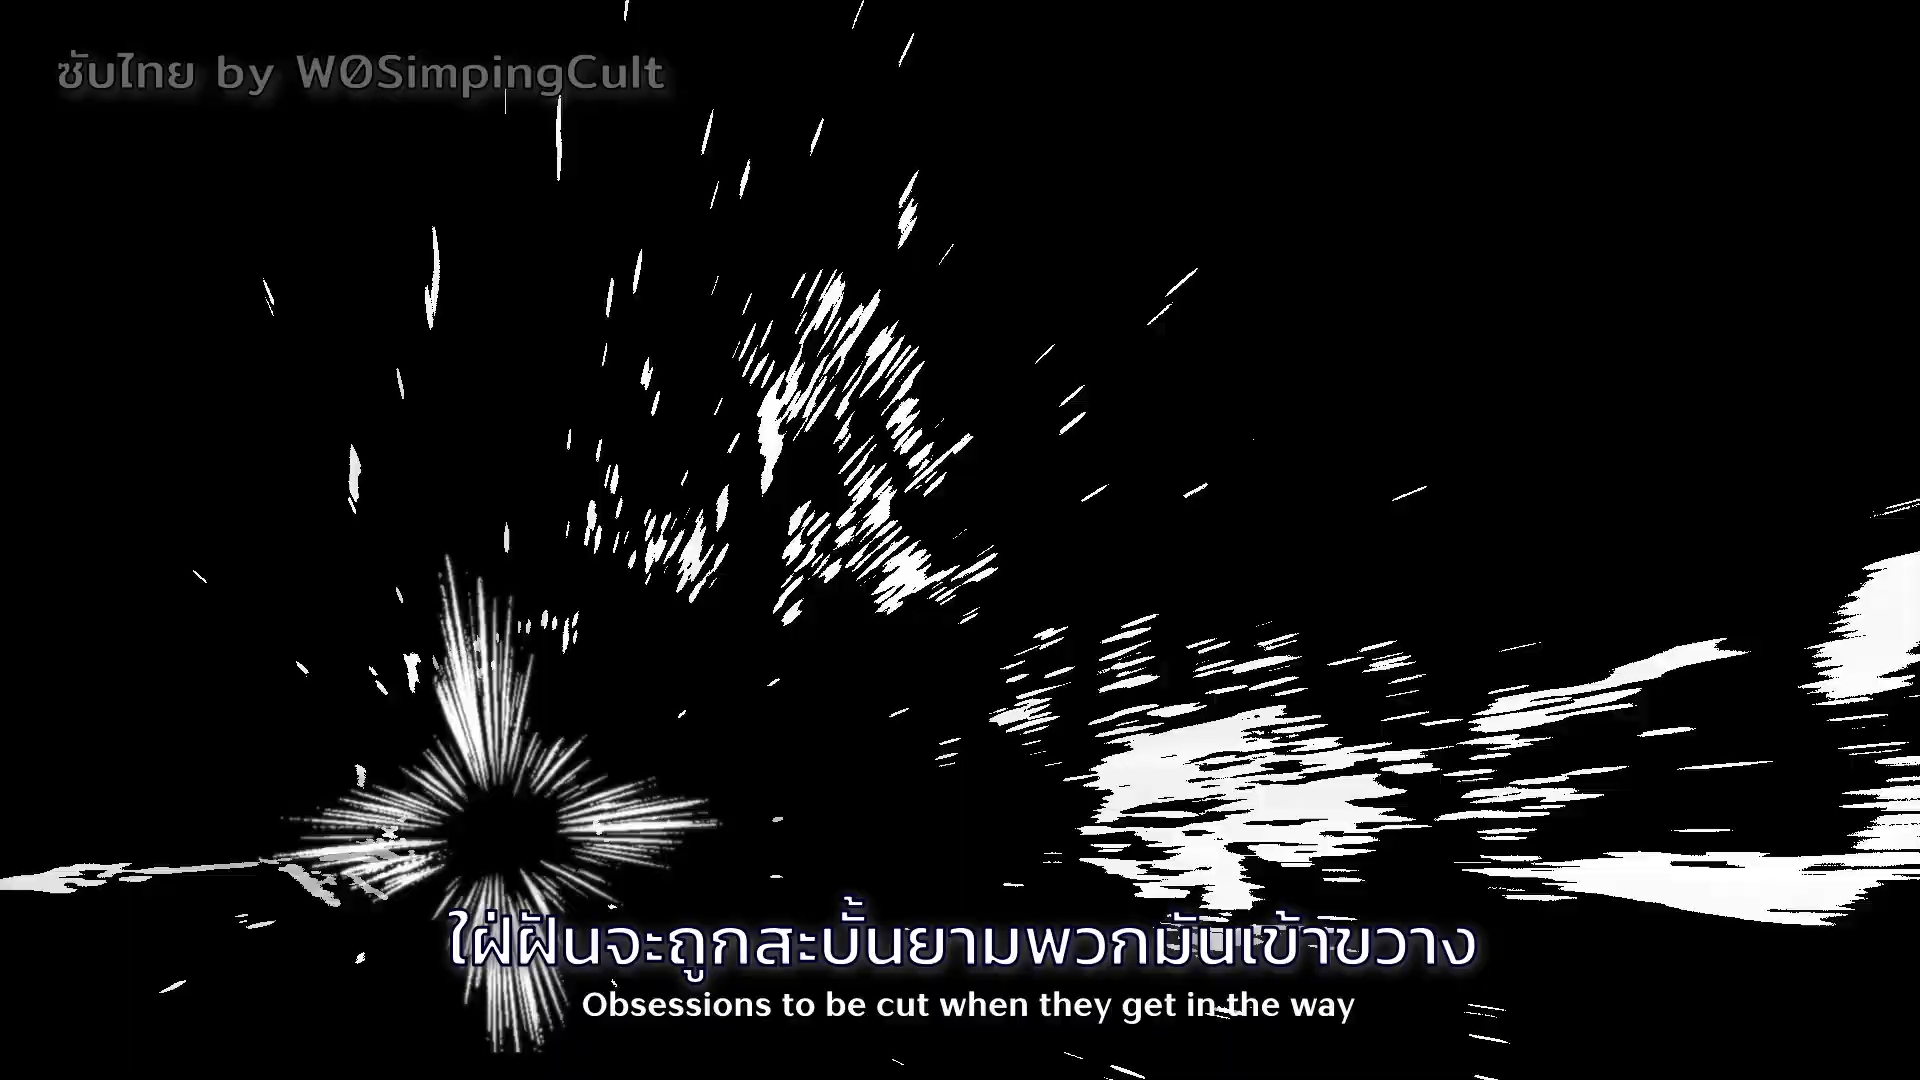 ซับไทย by WØSimpingCult
ใฝ่ฝันจะถูกสะบั้นยามพวกมันเข้าขวาง
Obsessions to be cut when they get in the way